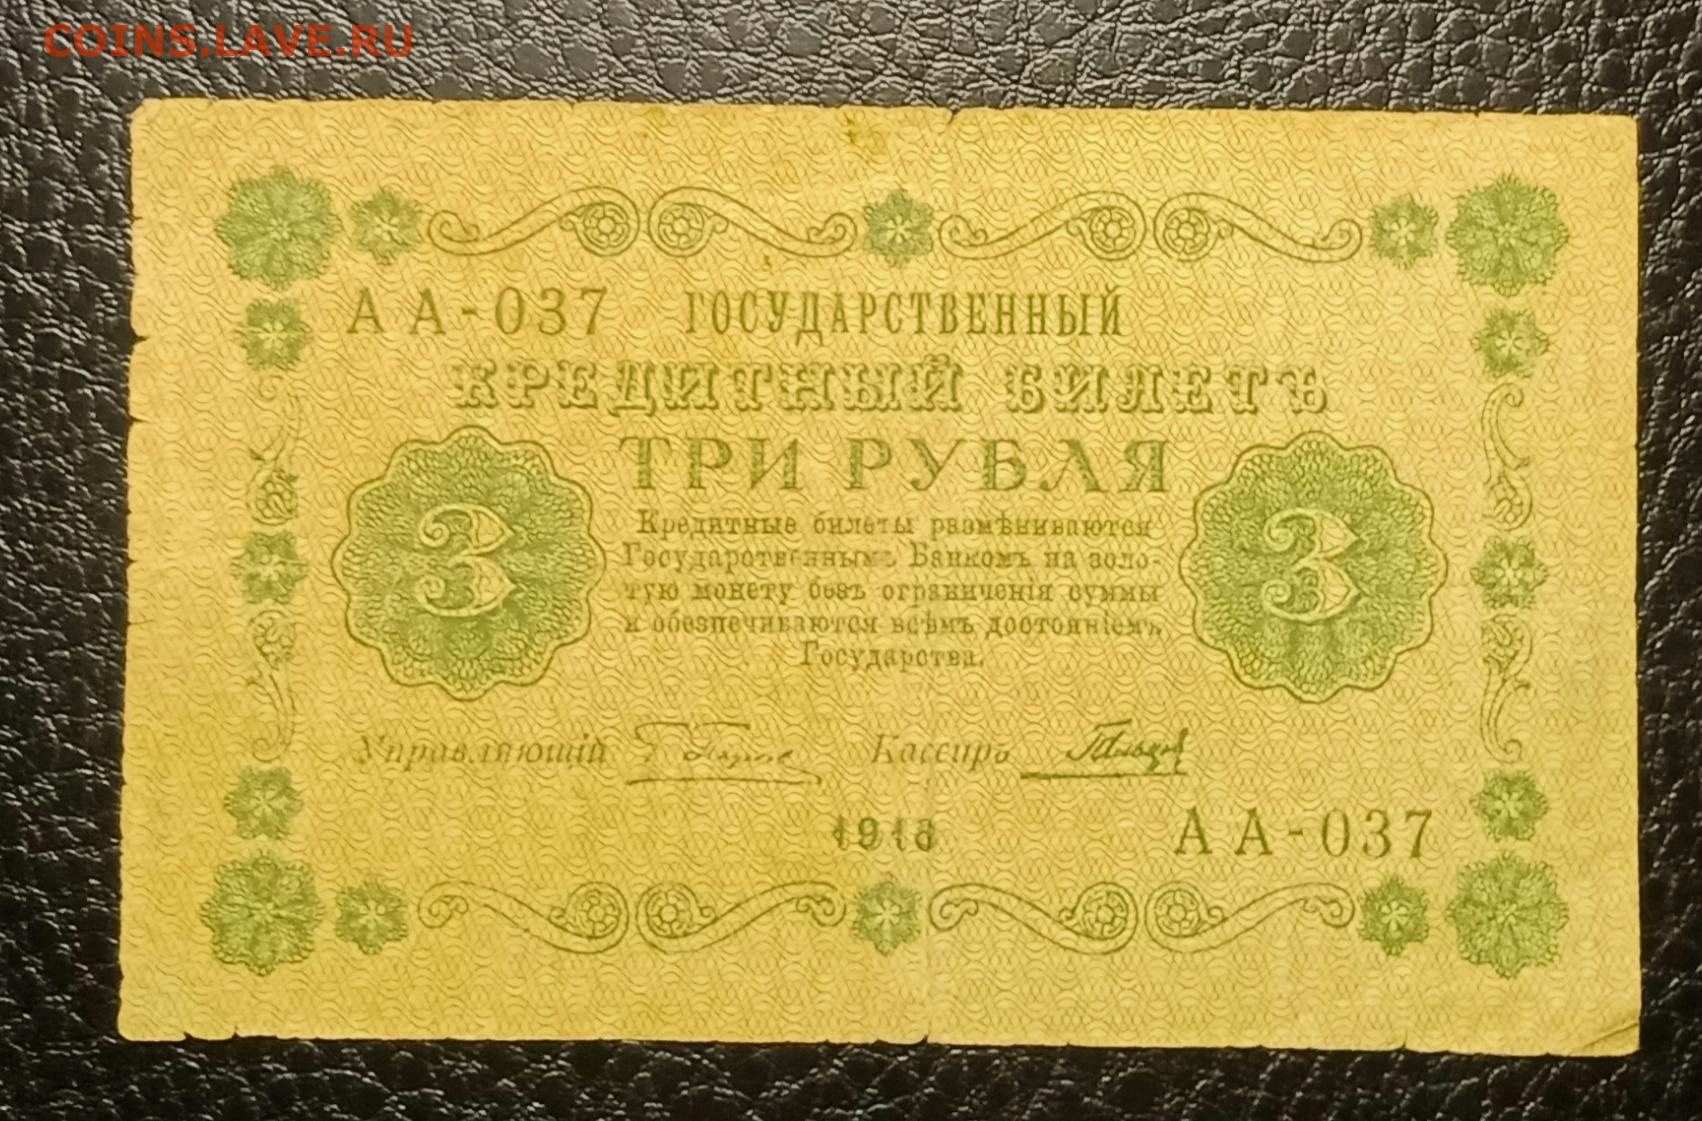 COINS.LAVE.RU
АА-037 ГОСУДАРСТВЕННЫЙ
КРЕДИТНЫЙ БИЛЕТЪ
ТРИ РУБЛЯ
3 3
Кредитные билеты размѣниваются
Государственнымъ Банкомъ на золо-
тую монету безъ ограниченія суммы
и обезпечиваются всѣмъ достояніемъ
Государства.
Управляющій Кассиръ
1918
АА-037